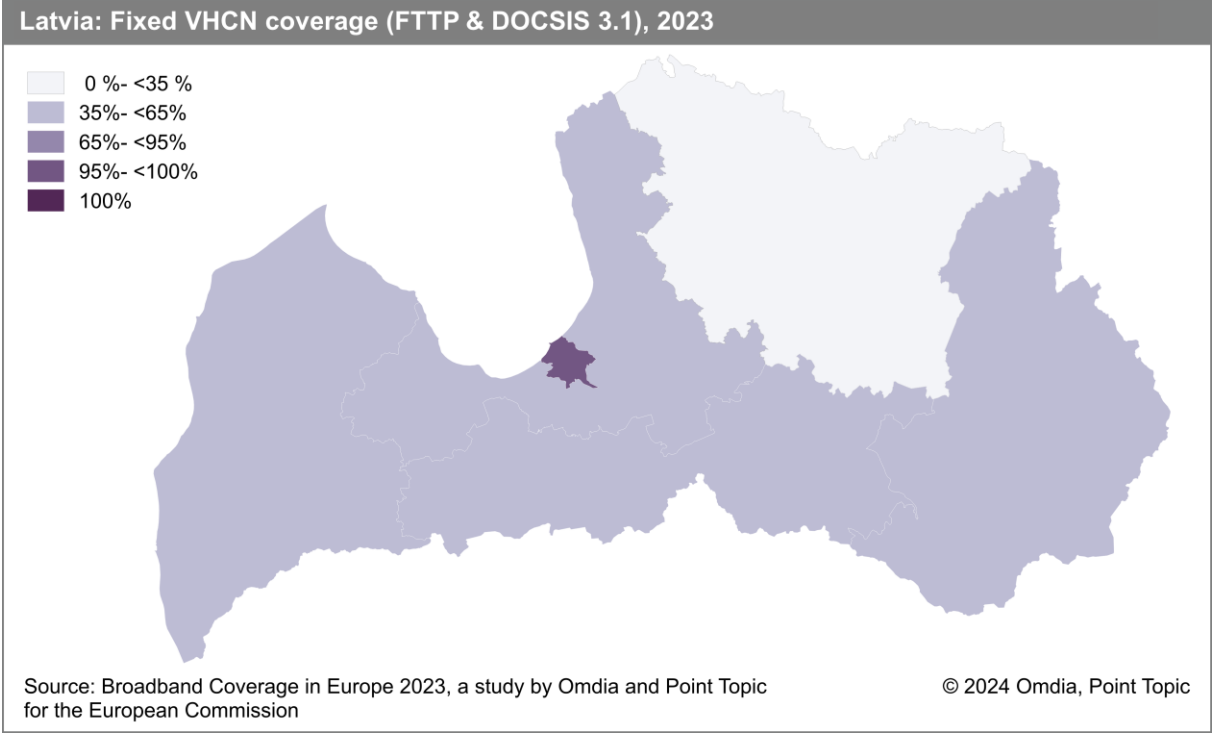 Latvia: Fixed VHCN coverage (FTTP & DOCSIS 3.1), 2023
0 %- <35 %
35%- <65%
65%- <95%
95%- <100%
100%
Source: Broadband Coverage in Europe 2023, a study by Omdia and Point Topic
for the European Commission
© 2024 Omdia, Point Topic